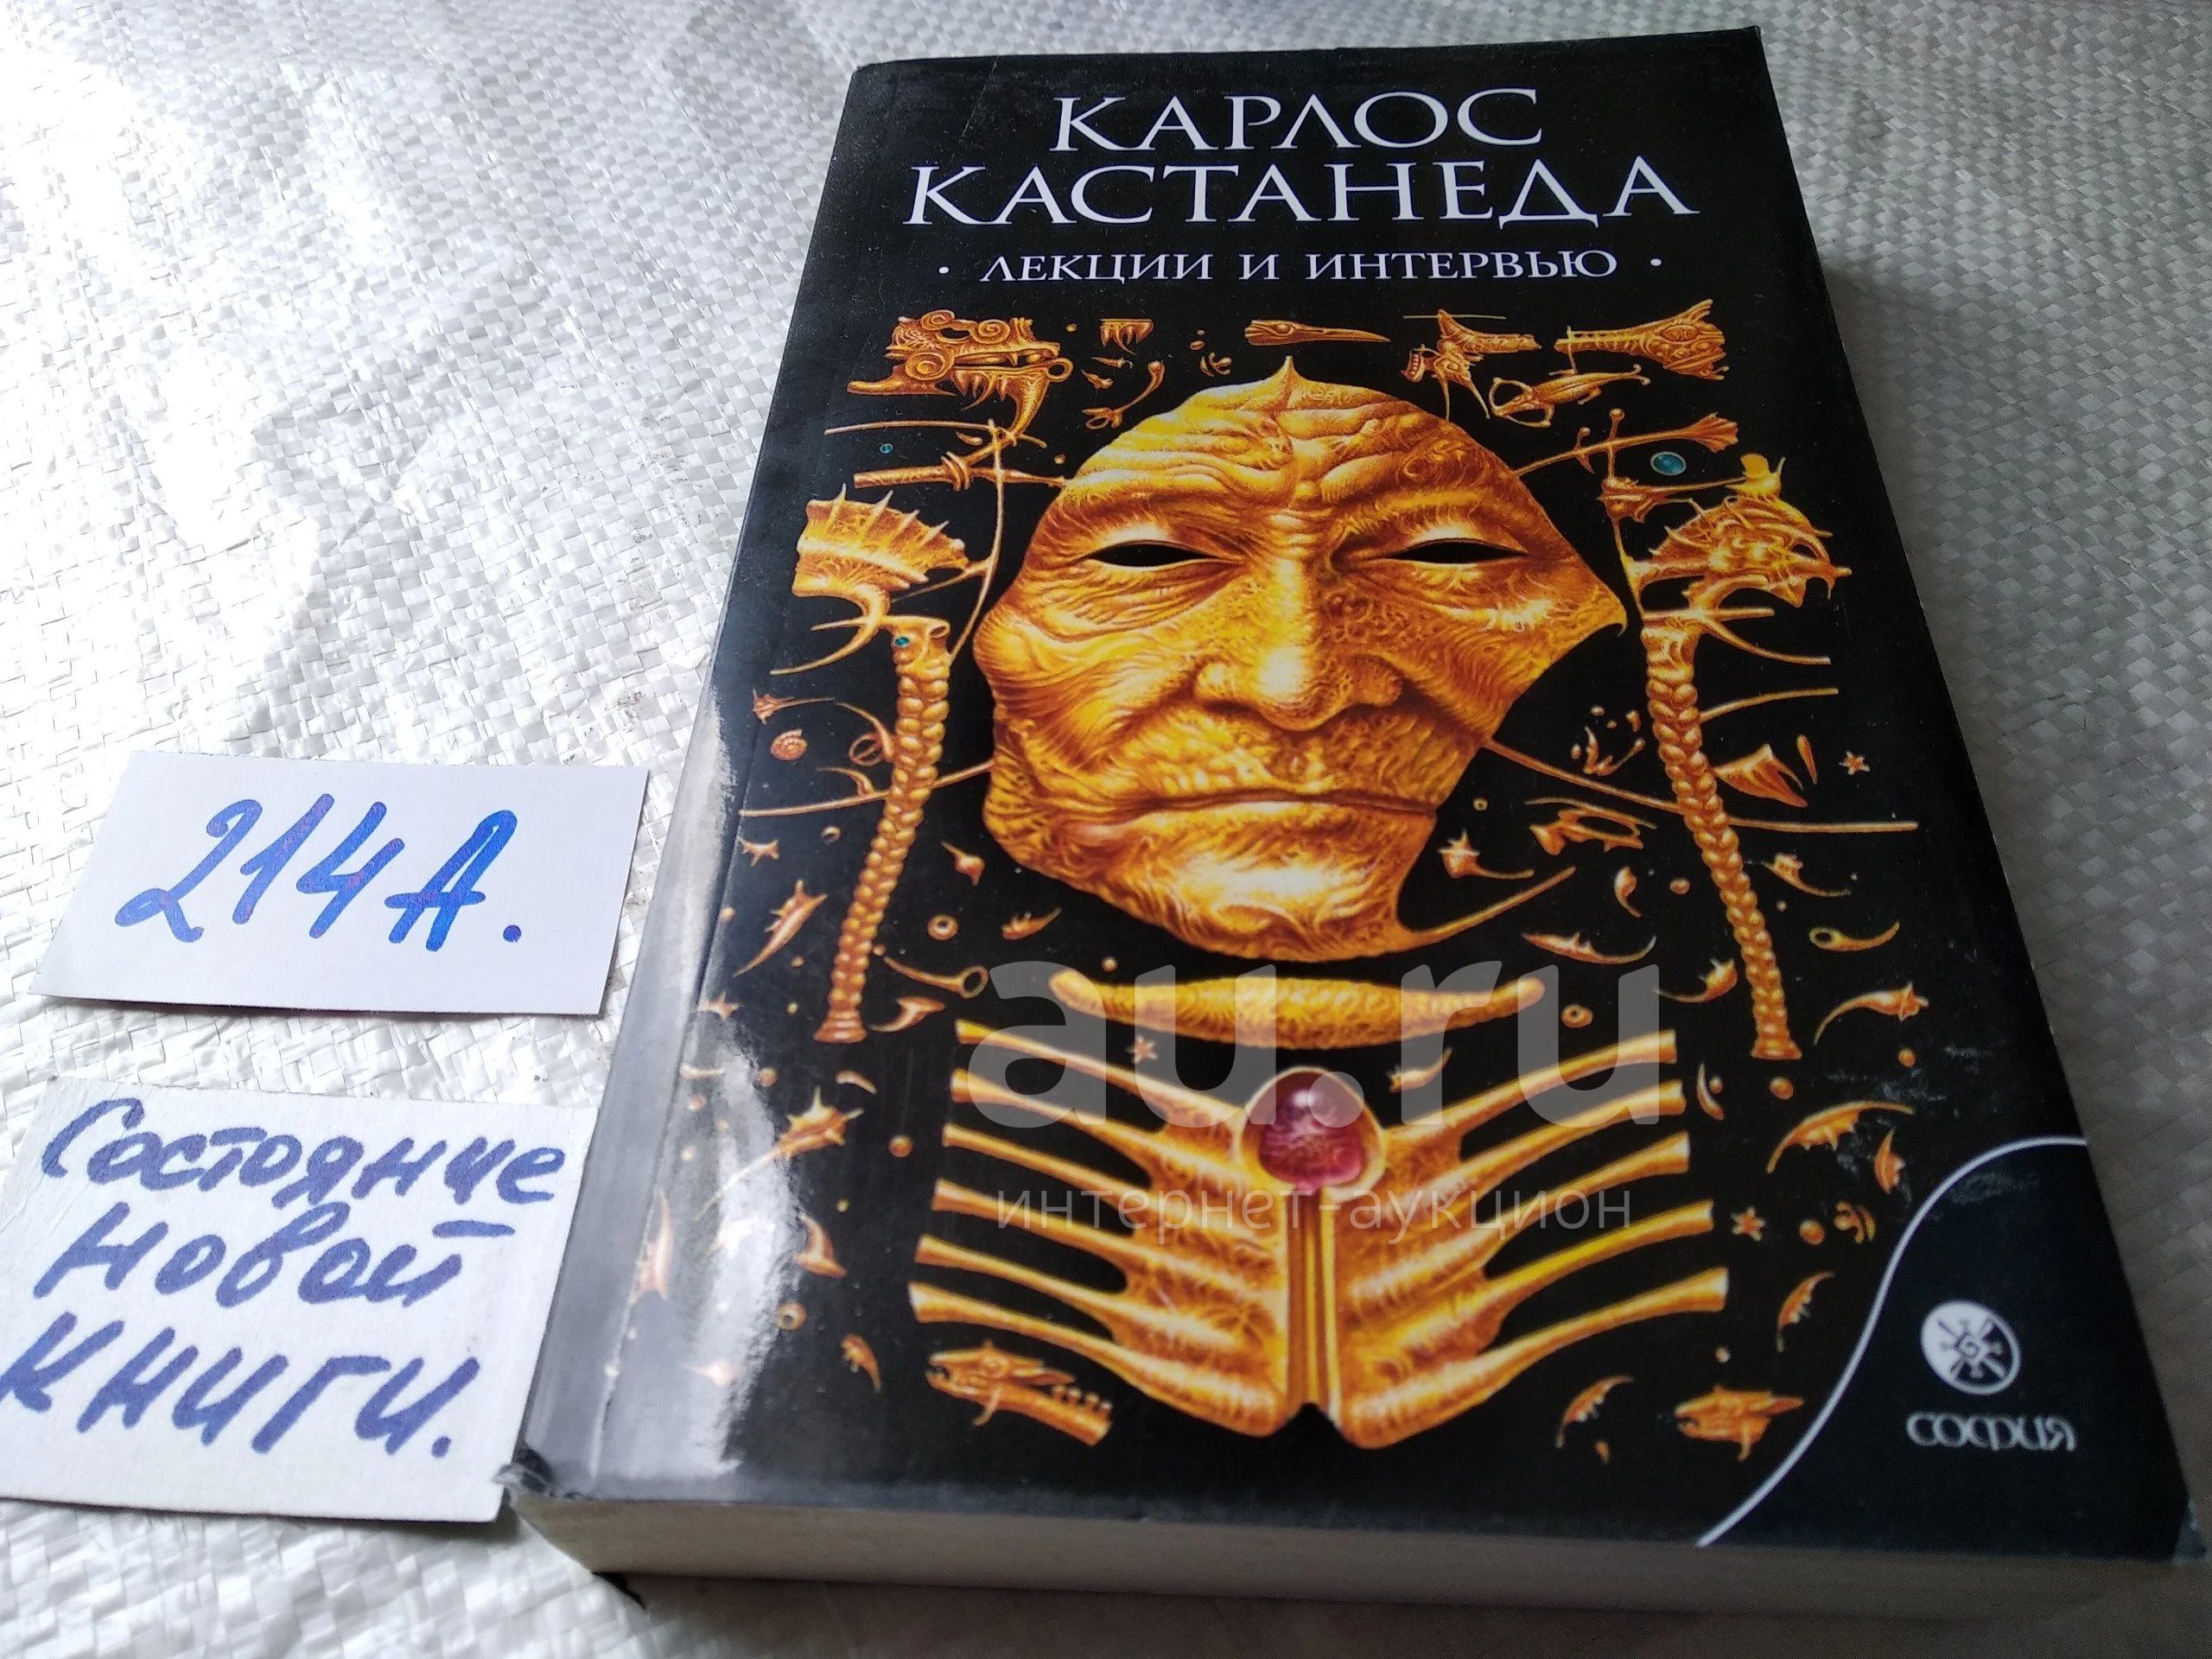 КАРЛОС
КАСТАНЕДА
· ЛЕКЦИИ И ИНТЕРВЬЮ ·
214А.
Состояние
новой
книги.
au.ru
интернет-аукцион
софия